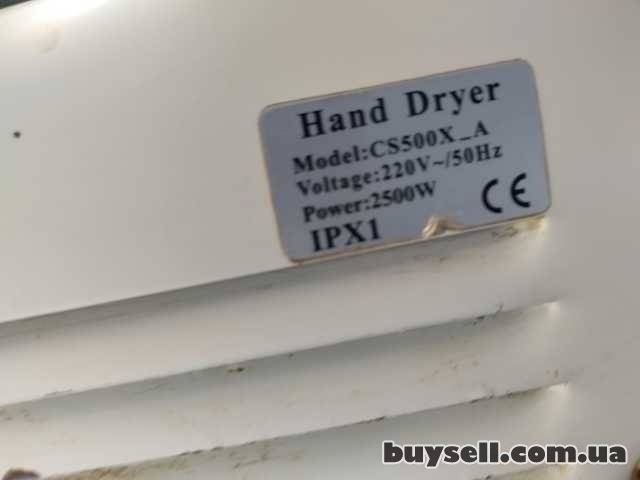 Hand Dryer
Model:CS500X_A
Voltage:220V~/50Hz
Power:2500W
IPX1
CE
buysell.com.ua